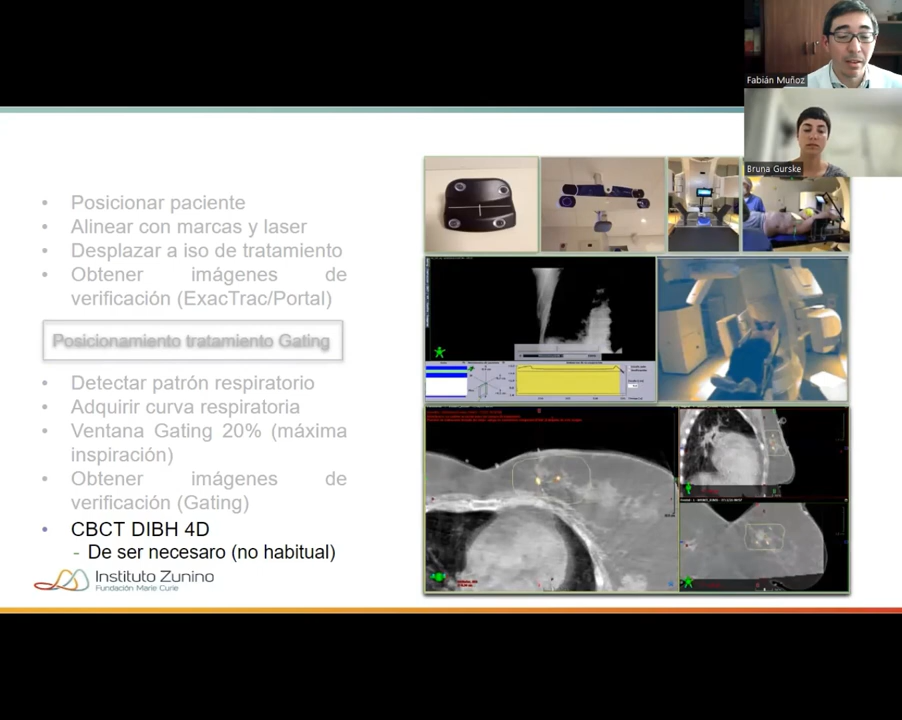 Fabián Muñoz
Bruna Gurske
• Posicionar paciente
• Alinear con marcas y laser
• Desplazar a iso de tratamiento
• Obtener imágenes de
verificación (ExacTrac/Portal)
Posicionamiento tratamiento Gating
• Detectar patrón respiratorio
• Adquirir curva respiratoria
• Ventana Gating 20% (máxima
inspiración)
• Obtener imágenes de
verificación (Gating)
• CBCT DIBH 4D
- De ser necesaro (no habitual)
Instituto Zunino
Fundación Marie Curie